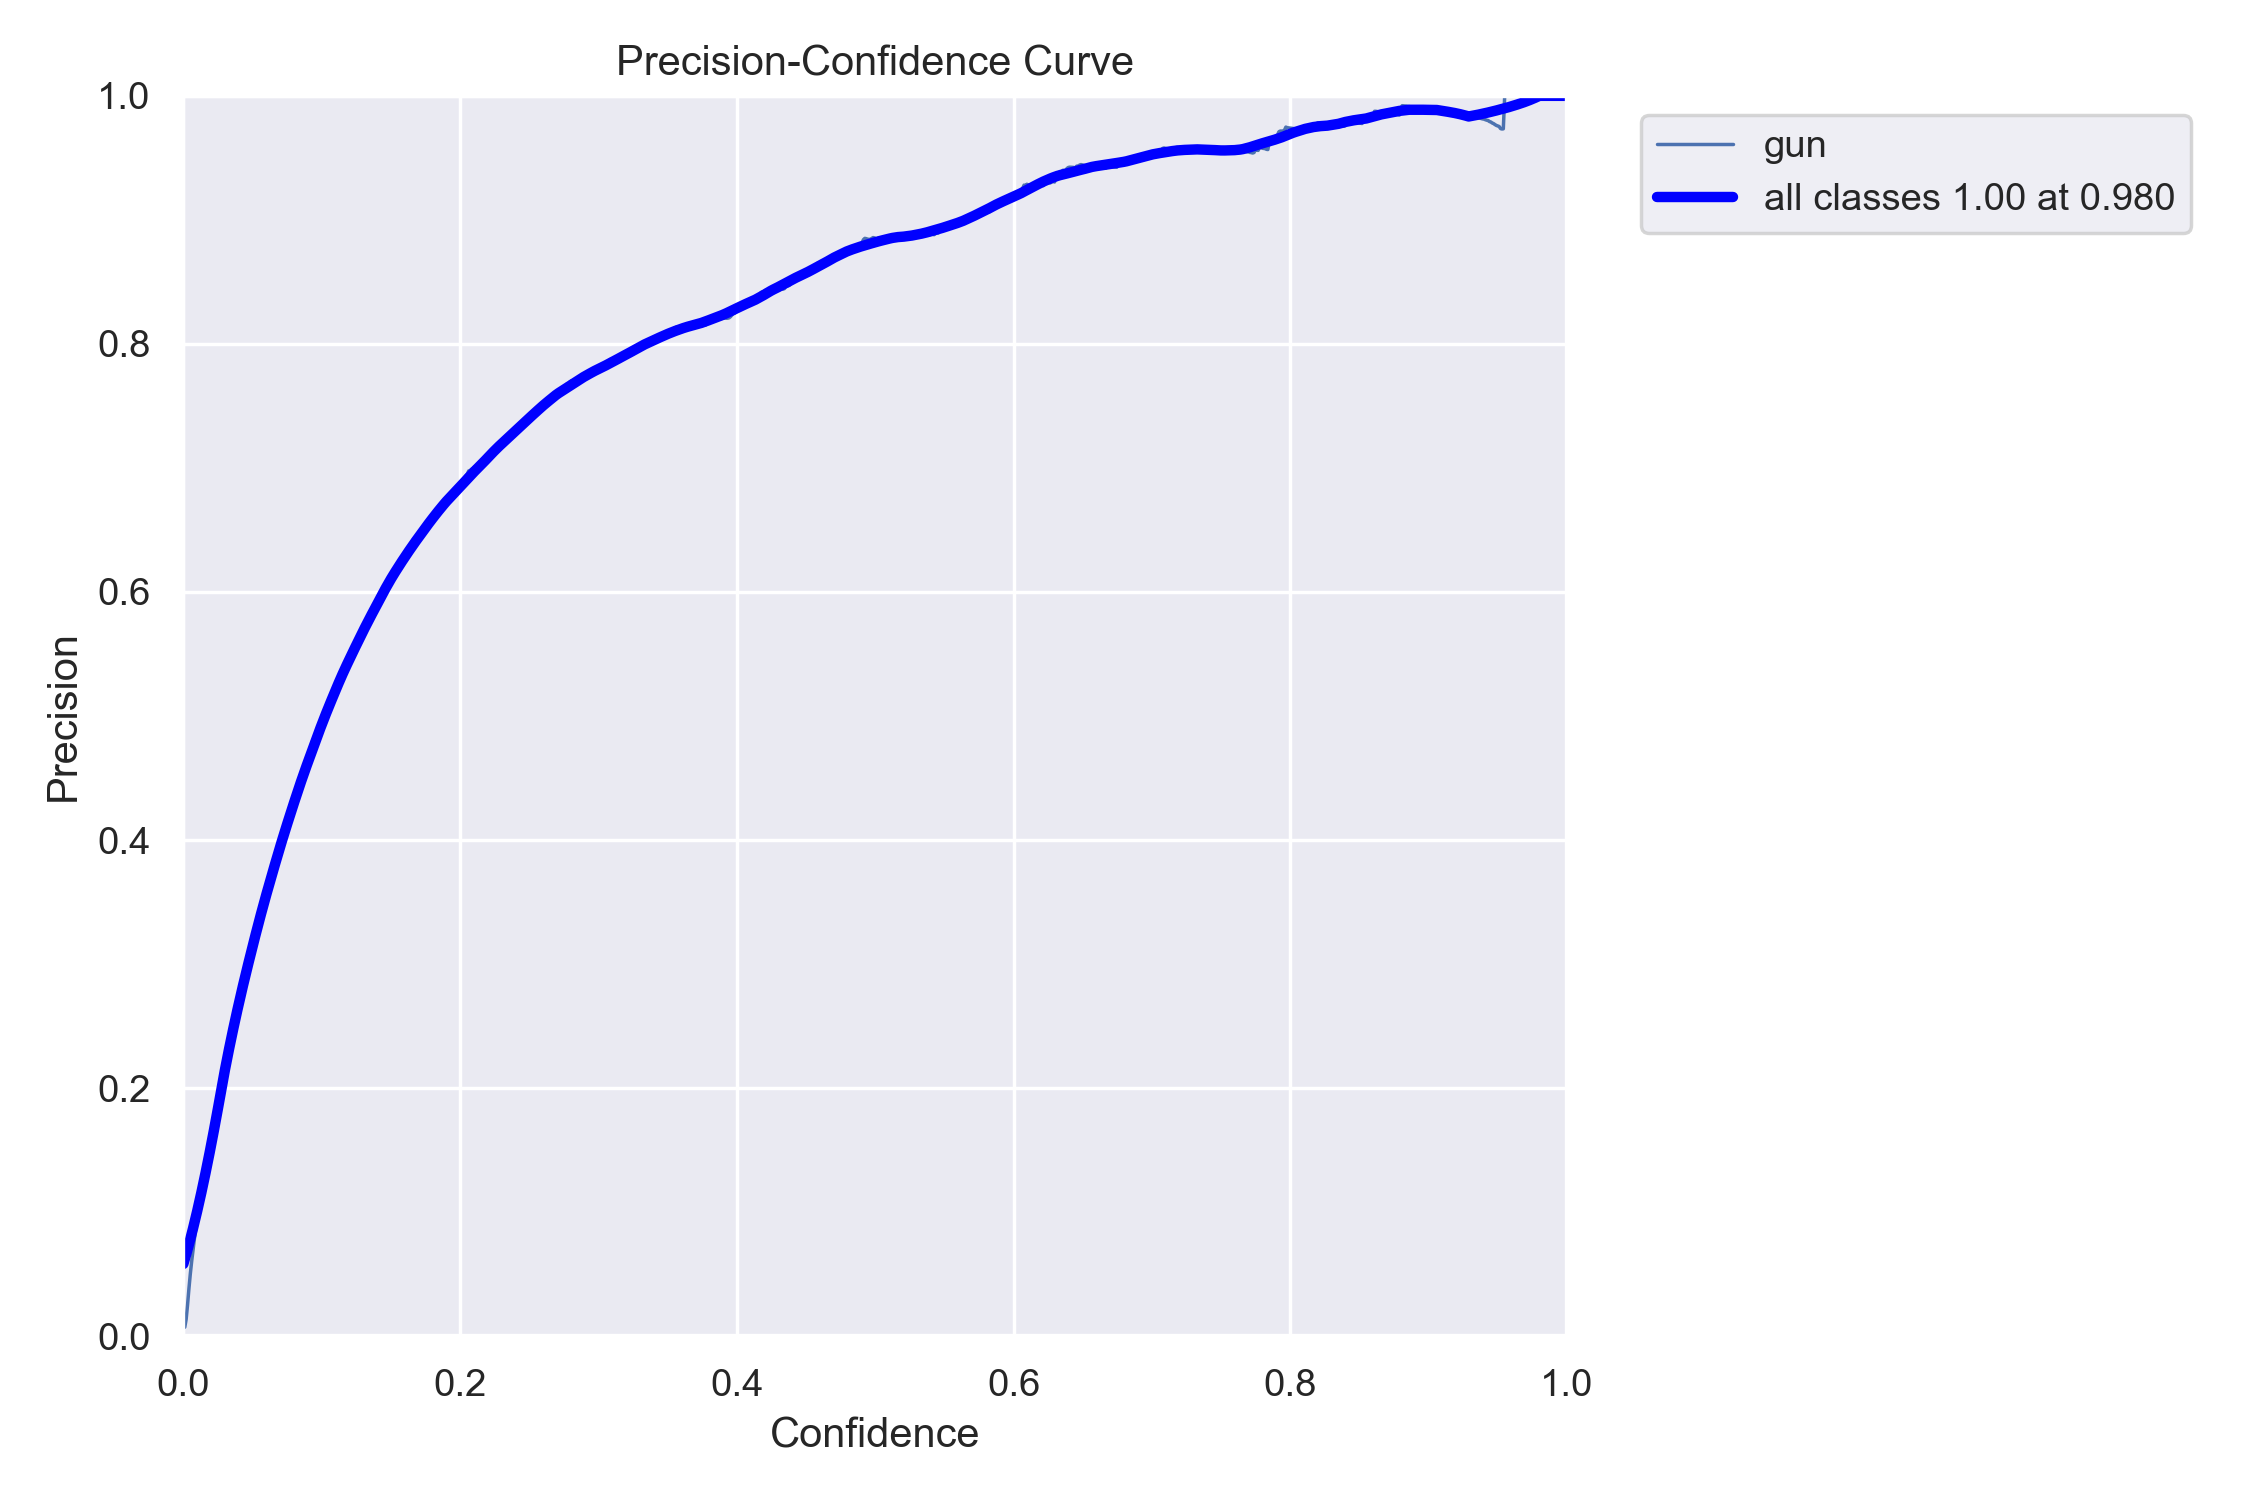 Precision-Confidence Curve
1.0
0.8
0.6
0.4
0.2
0.0
Precision
0.0 0.2 0.4 0.6 0.8 1.0
Confidence
gun
all classes 1.00 at 0.980